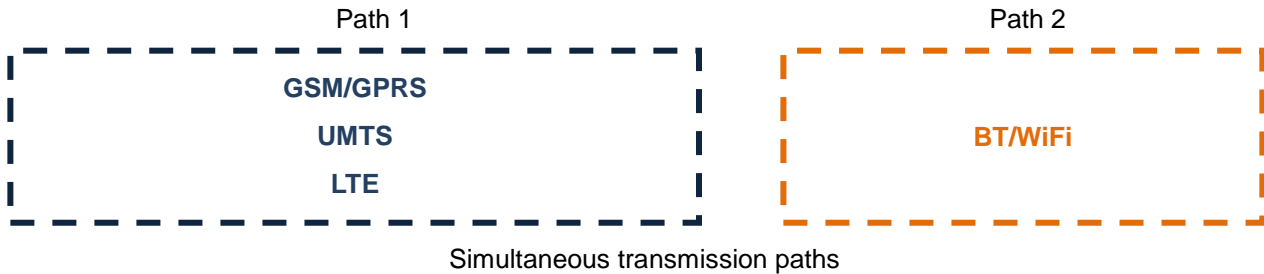 Path 1
Path 2
GSM/GPRS
UMTS
LTE
BT/WiFi
Simultaneous transmission paths